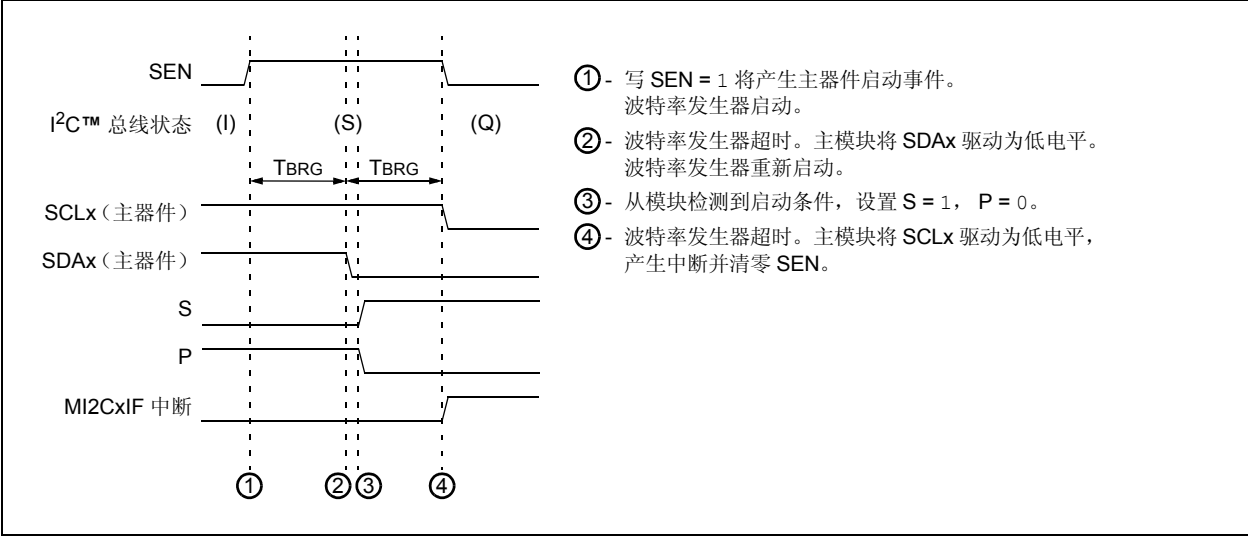 SEN
I2C™ 总线状态 (I) (S) (Q)
TBRG TBRG
SCLx（主器件）
SDAx（主器件）
S
P
MI2CxIF 中断
① ② ③ ④
① - 写 SEN = 1 将产生主器件启动事件。
波特率发生器启动。
② - 波特率发生器超时。主模块将 SDAx 驱动为低电平。
波特率发生器重新启动。
③ - 从模块检测到启动条件，设置 S = 1， P = 0。
④ - 波特率发生器超时。主模块将 SCLx 驱动为低电平，
产生中断并清零 SEN。